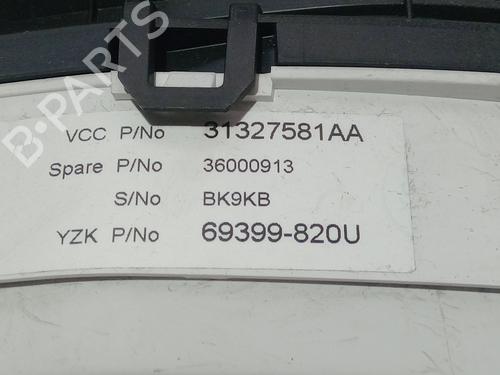 B-PARTS
VCC P/No 31327581AA
Spare P/No 36000913
S/No BK9KB
YZK P/No 69399-820U